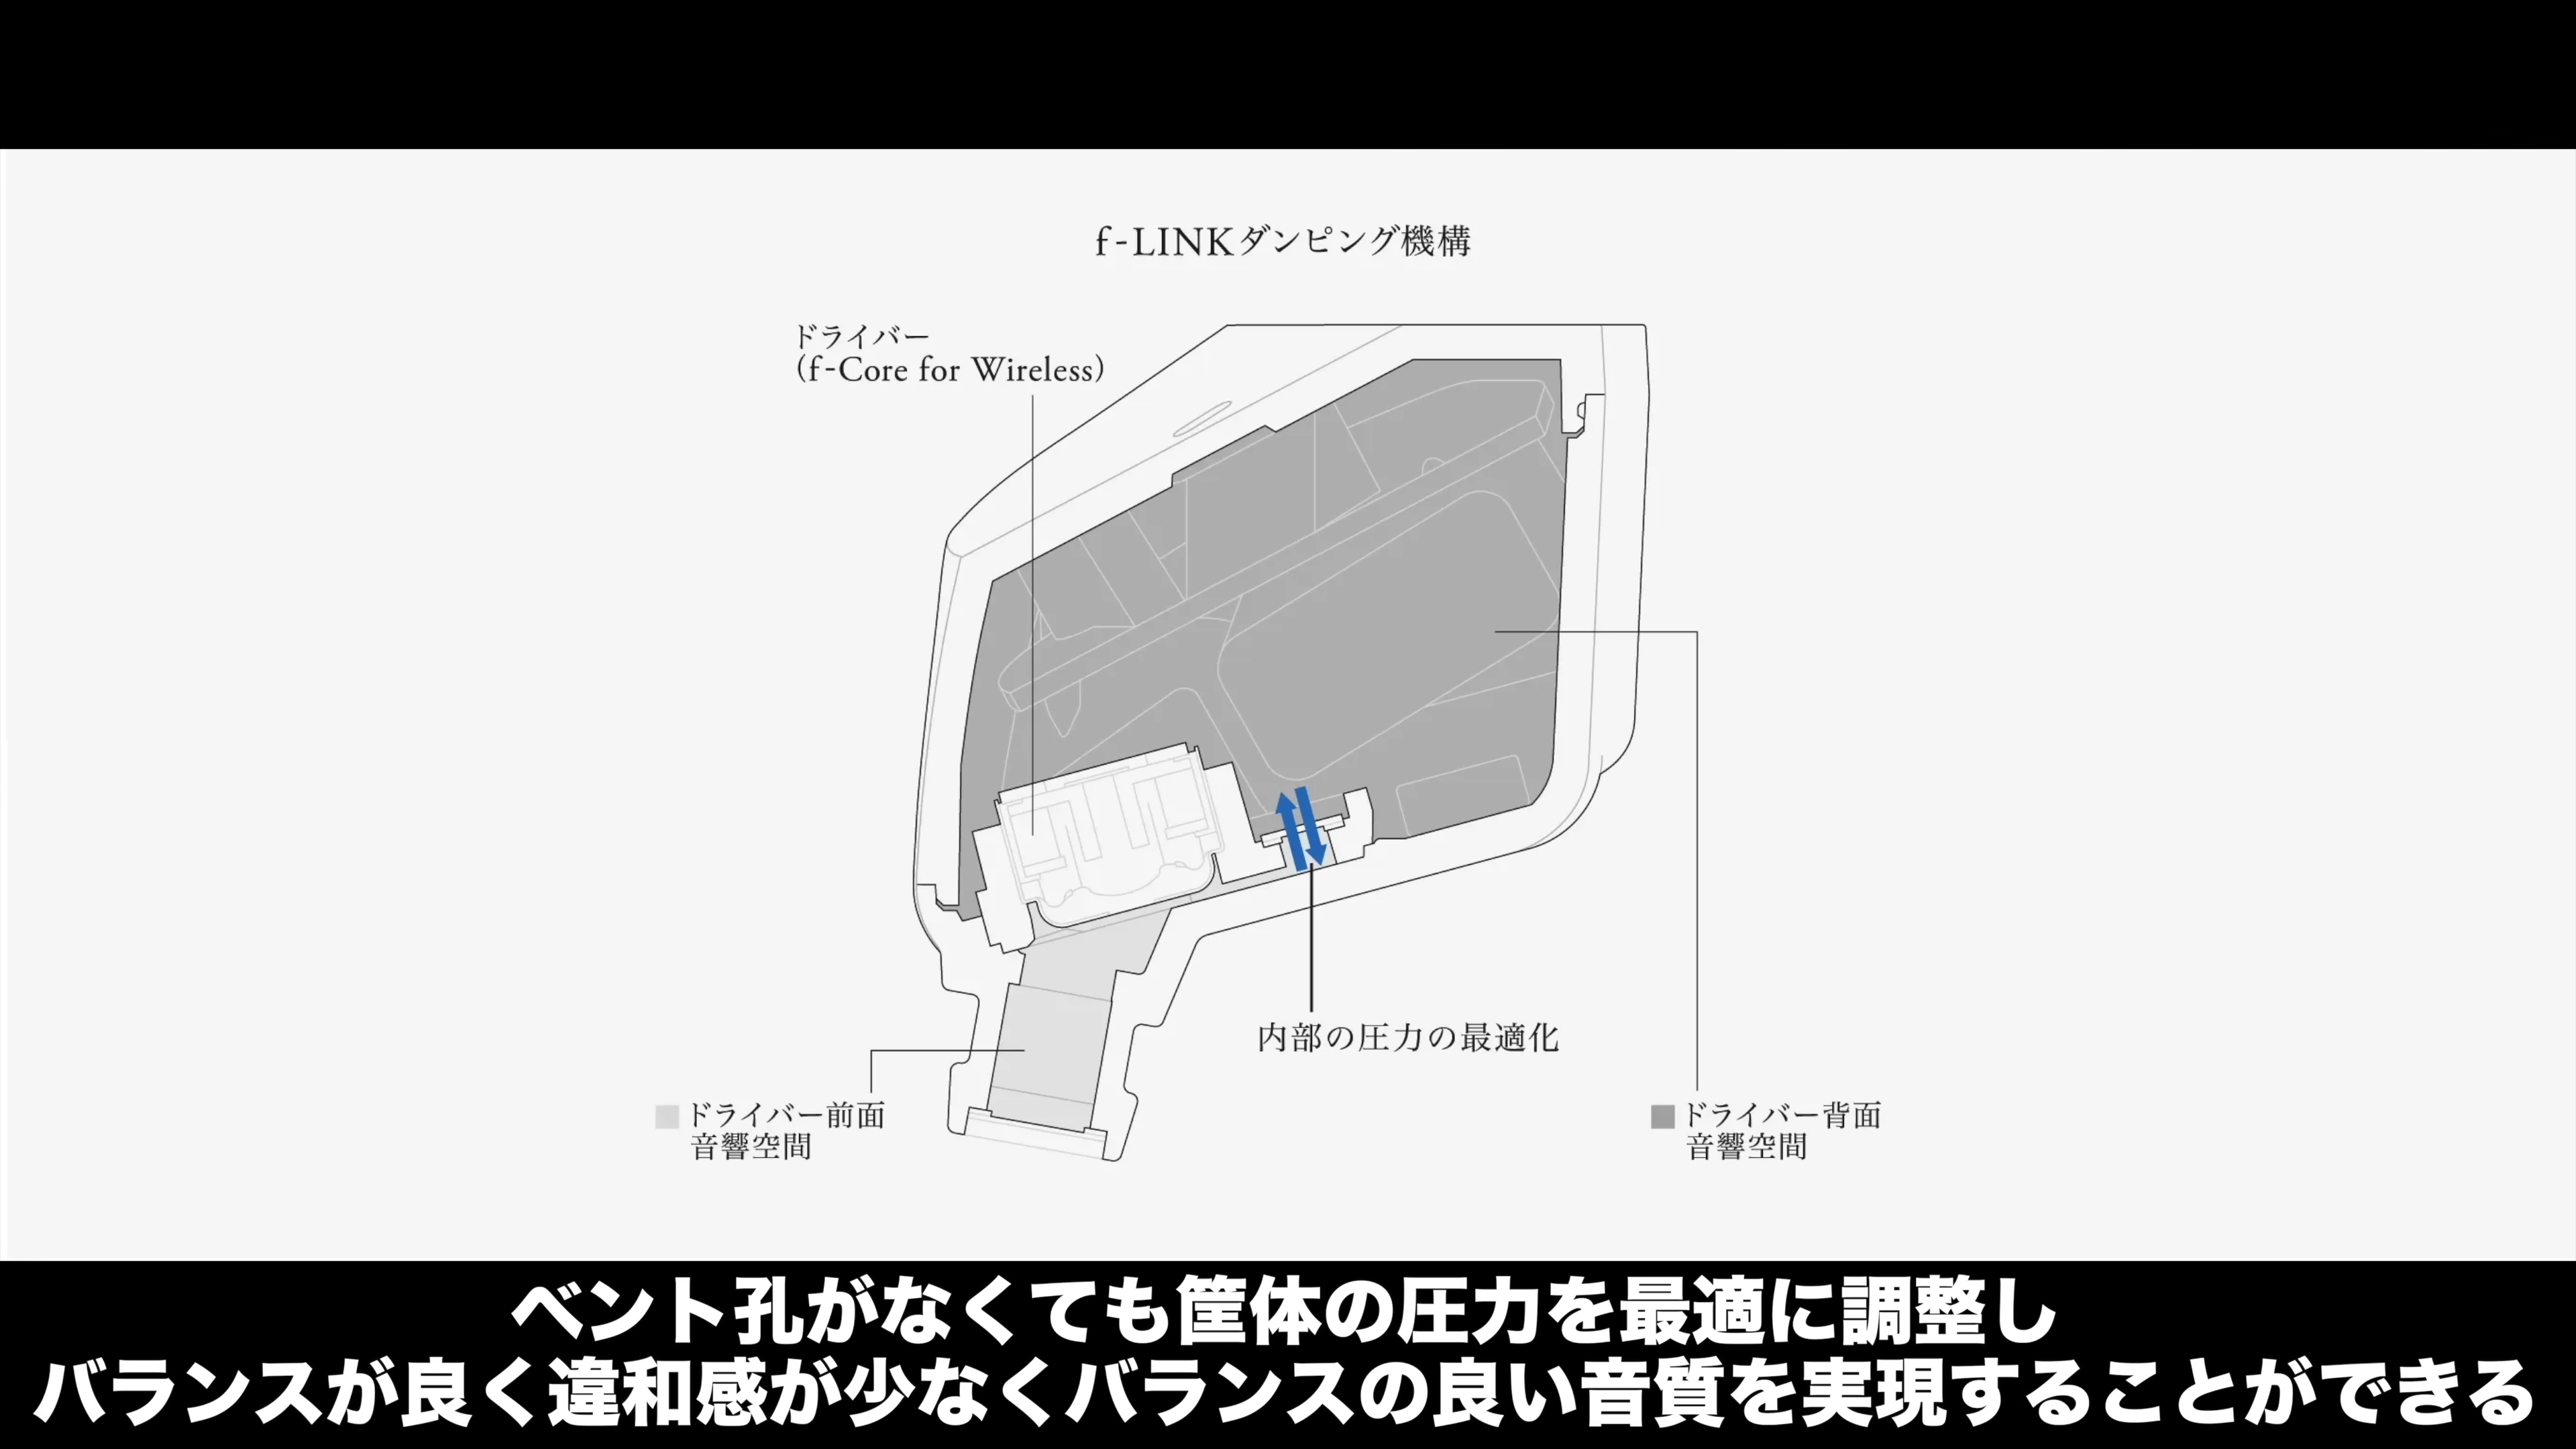 f-LINKダンピング機構
ドライバー
(f-Core for Wireless)
内部の圧力の最適化
ドライバー前面
音響空間
ドライバー背面
音響空間
ベント孔がなくても筐体の圧力を最適に調整し
バランスが良く違和感が少なくバランスの良い音質を実現することができる